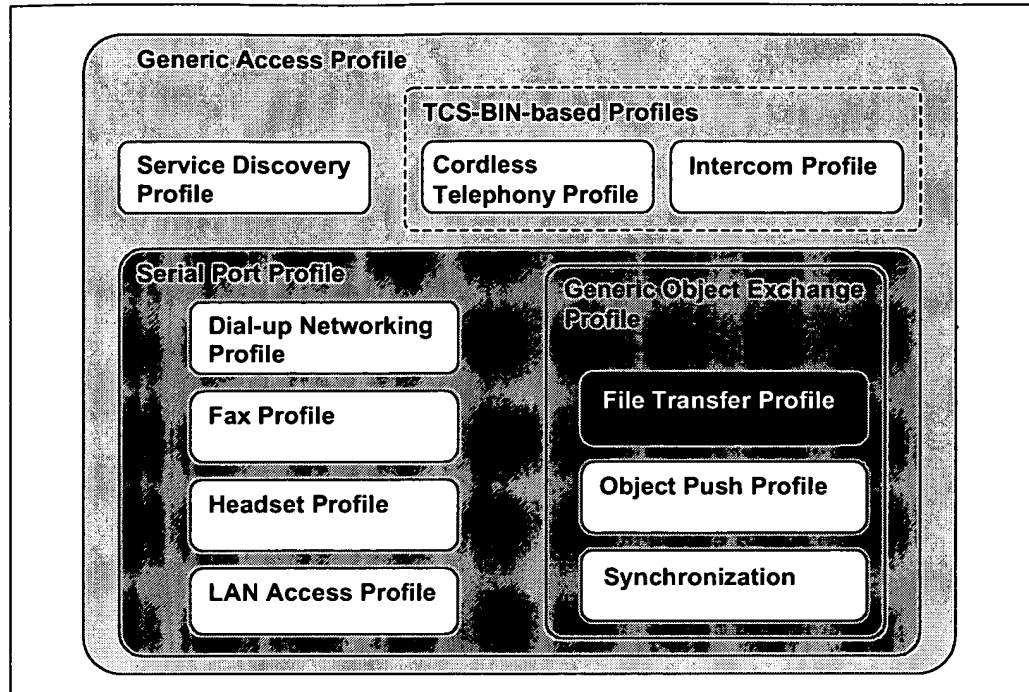 Generic Access Profile
TCS-BIN-based Profiles
Service Discovery
Profile
Cordless
Telephony Profile
Intercom Profile
Serial Port Profile
Dial-up Networking
Profile
Fax Profile
Headset Profile
LAN Access Profile
Generic Object Exchange
Profile
File Transfer Profile
Object Push Profile
Synchronization